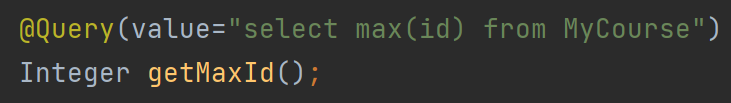 @Query(value="select max(id) from MyCourse")
Integer getMaxId();